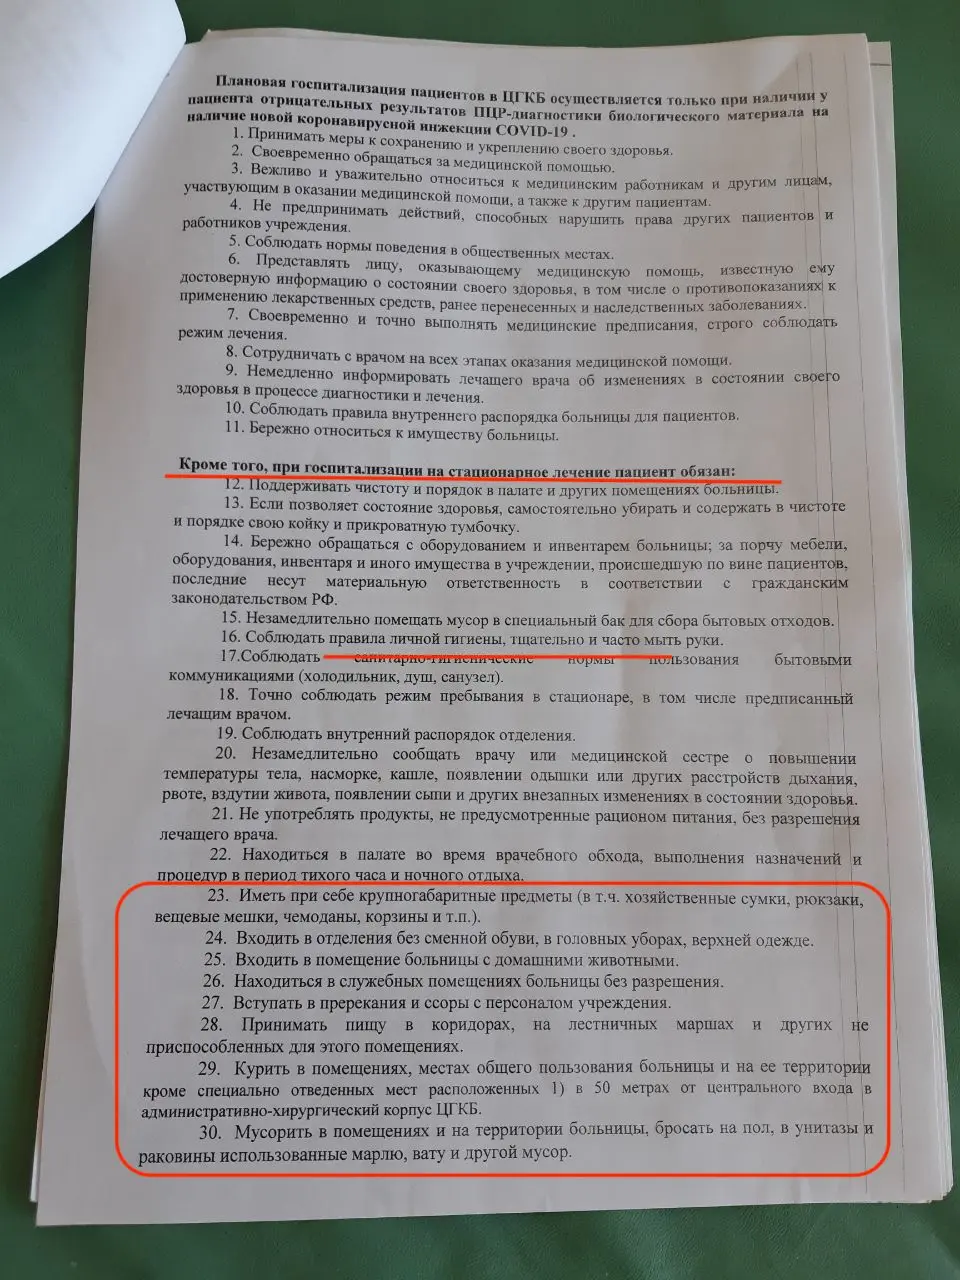 Плановая госпитализация пациентов в ЦГКБ осуществляется только при наличии у
пациента отрицательных результатов ПЦР-диагностики биологического материала на
наличие новой коронавирусной инжекции COVID-19 .
1. Принимать меры к сохранению и укреплению своего здоровья.
2. Своевременно обращаться за медицинской помощью.
3. Вежливо и уважительно относиться к медицинским работникам и другим лицам,
участвующим в оказании медицинской помощи, а также к другим пациентам.
4. Не предпринимать действий, способных нарушить права других пациентов и
работников учреждения.
5. Соблюдать нормы поведения в общественных местах.
6. Представлять лицу, оказывающему медицинскую помощь, известную ему
достоверную информацию о состоянии своего здоровья, в том числе о противопоказаниях к
применению лекарственных средств, ранее перенесенных и наследственных заболеваниях.
7. Своевременно и точно выполнять медицинские предписания, строго соблюдать
режим лечения.
8. Сотрудничать с врачом на всех этапах оказания медицинской помощи.
9. Немедленно информировать лечащего врача об изменениях в состоянии своего
здоровья в процессе диагностики и лечения.
10. Соблюдать правила внутреннего распорядка больницы для пациентов.
11. Бережно относиться к имуществу больницы.
Кроме того, при госпитализации на стационарное лечение пациент обязан:
12. Поддерживать чистоту и порядок в палате и других помещениях больницы.
13. Если позволяет состояние здоровья, самостоятельно убирать и содержать в чистоте
и порядке свою койку и прикроватную тумбочку.
14. Бережно обращаться с оборудованием и инвентарем больницы; за порчу мебели,
оборудования, инвентаря и иного имущества в учреждении, происшедшую по вине пациентов,
последние несут материальную ответственность в соответствии с гражданским
законодательством РФ.
15. Незамедлительно помещать мусор в специальный бак для сбора бытовых отходов.
16. Соблюдать правила личной гигиены, тщательно и часто мыть руки.
17.Соблюдать санитарно-гигиенические нормы пользования бытовыми
коммуникациями (холодильник, душ, санузел).
18. Точно соблюдать режим пребывания в стационаре, в том числе предписанный
лечащим врачом.
19. Соблюдать внутренний распорядок отделения.
20. Незамедлительно сообщать врачу или медицинской сестре о повышении
температуры тела, насморке, кашле, появлении одышки или других расстройств дыхания,
рвоте, вздутии живота, появлении сыпи и других внезапных изменениях в состоянии здоровья.
21. Не употреблять продукты, не предусмотренные рационом питания, без разрешения
лечащего врача.
22. Находиться в палате во время врачебного обхода, выполнения назначений и
процедур в период тихого часа и ночного отдыха.
23. Иметь при себе крупногабаритные предметы (в т.ч. хозяйственные сумки, рюкзаки,
вещевые мешки, чемоданы, корзины и т.п.).
24. Входить в отделения без сменной обуви, в головных уборах, верхней одежде.
25. Входить в помещение больницы с домашними животными.
26. Находиться в служебных помещениях больницы без разрешения.
27. Вступать в пререкания и ссоры с персоналом учреждения.
28. Принимать пищу в коридорах, на лестничных маршах и других не
приспособленных для этого помещениях.
29. Курить в помещениях, местах общего пользования больницы и на ее территории
кроме специально отведенных мест расположенных 1) в 50 метрах от центрального входа в
административно-хирургический корпус ЦГКБ.
30. Мусорить в помещениях и на территории больницы, бросать на пол, в унитазы и
раковины использованные марлю, вату и другой мусор.